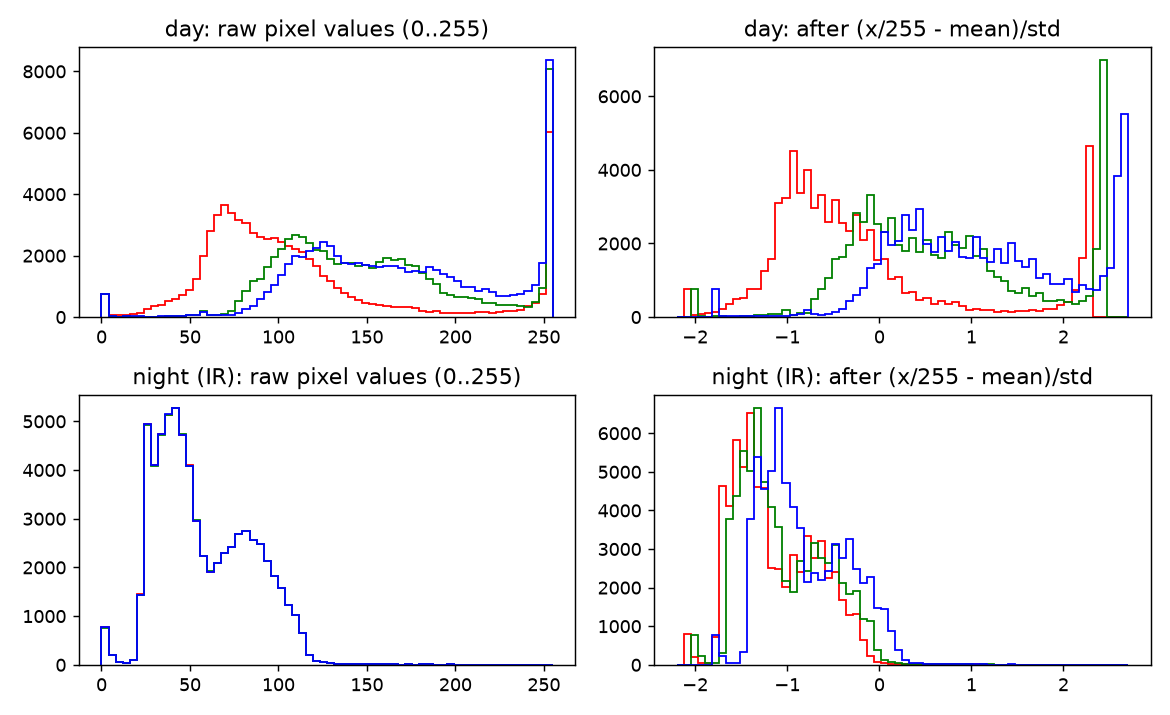 day: raw pixel values (0..255)
8000
6000
4000
2000
0
0 50 100 150 200 250
day: after (x/255 - mean)/std
6000
4000
2000
0
−2 −1 0 1 2
night (IR): raw pixel values (0..255)
5000
4000
3000
2000
1000
0
0 50 100 150 200 250
night (IR): after (x/255 - mean)/std
6000
5000
4000
3000
2000
1000
0
−2 −1 0 1 2